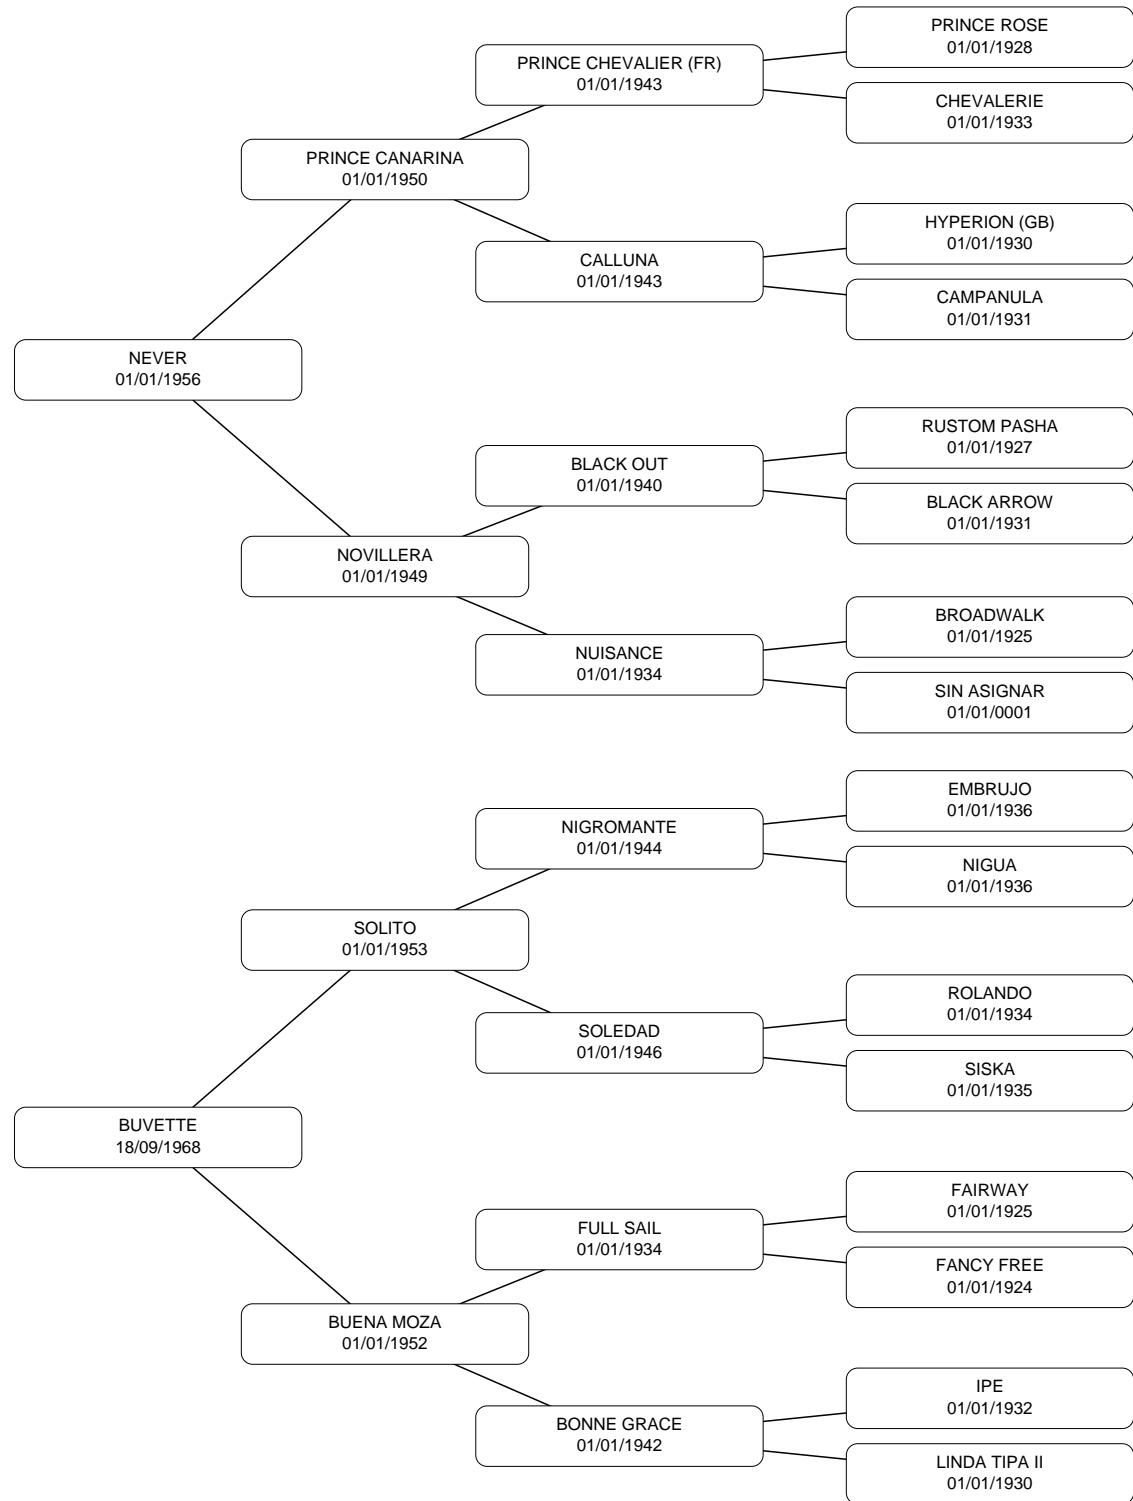 PRINCE ROSE
01/01/1928
PRINCE CHEVALIER (FR)
01/01/1943
CHEVALERIE
01/01/1933
PRINCE CANARINA
01/01/1950
HYPERION (GB)
01/01/1930
CALLUNA
01/01/1943
CAMPANULA
01/01/1931
NEVER
01/01/1956
RUSTOM PASHA
01/01/1927
BLACK OUT
01/01/1940
BLACK ARROW
01/01/1931
NOVILLERA
01/01/1949
BROADWALK
01/01/1925
NUISANCE
01/01/1934
SIN ASIGNAR
01/01/0001
EMBRUJO
01/01/1936
NIGROMANTE
01/01/1944
NIGUA
01/01/1936
SOLITO
01/01/1953
ROLANDO
01/01/1934
SOLEDAD
01/01/1946
SISKA
01/01/1935
BUVETTE
18/09/1968
FAIRWAY
01/01/1925
FULL SAIL
01/01/1934
FANCY FREE
01/01/1924
BUENA MOZA
01/01/1952
IPE
01/01/1932
BONNE GRACE
01/01/1942
LINDA TIPA II
01/01/1930